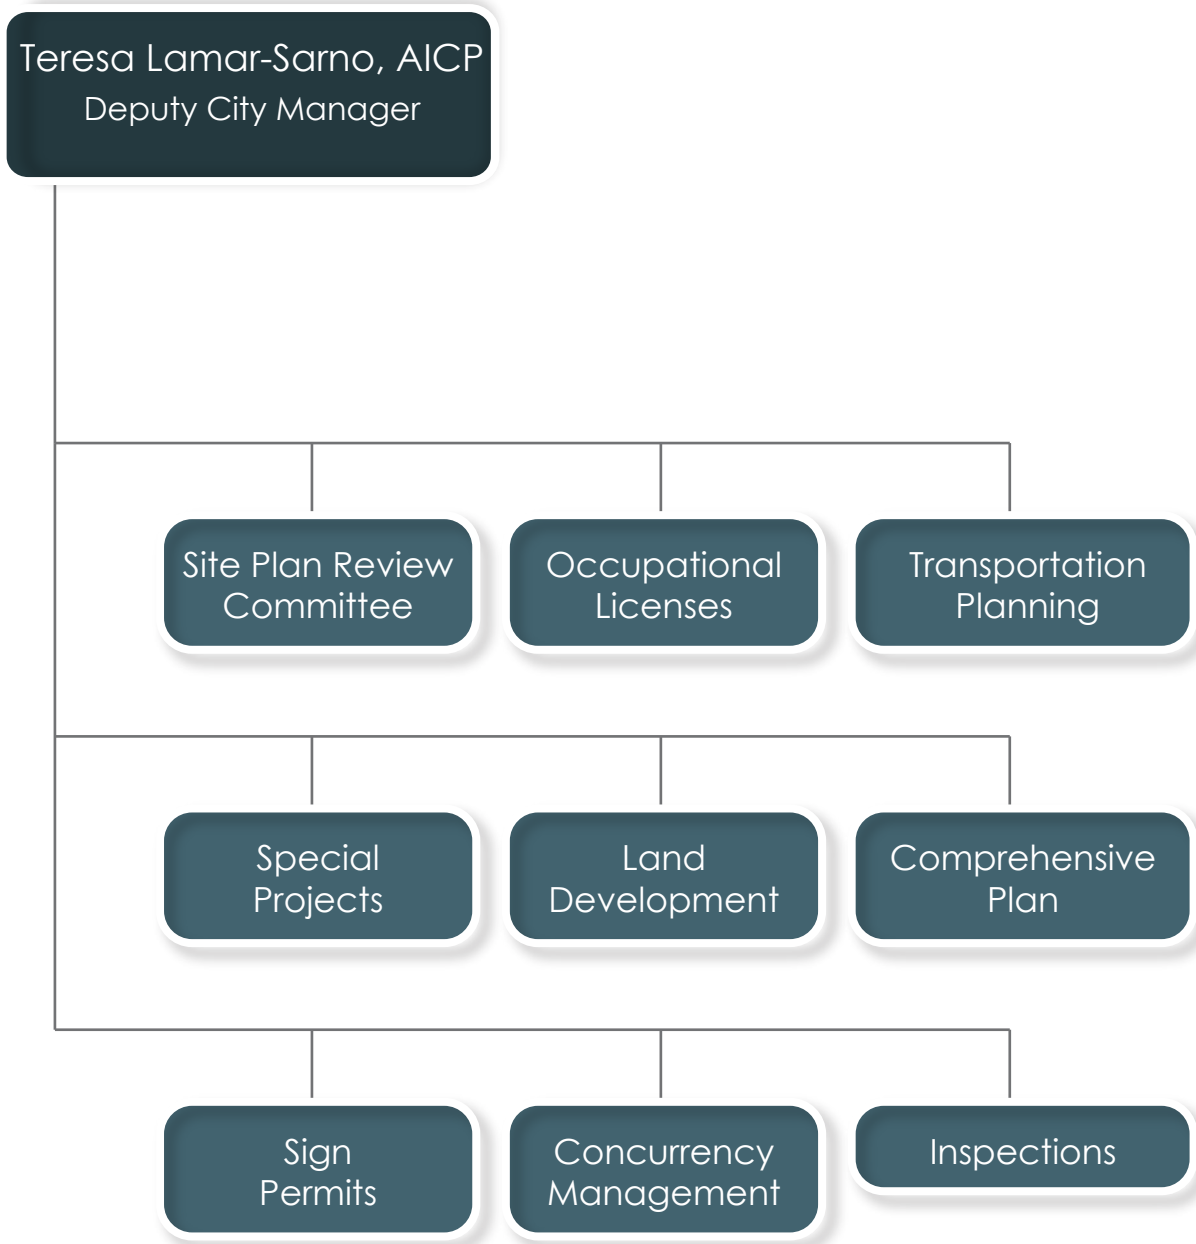 Teresa Lamar-Sarno, AICP
Deputy City Manager
Site Plan Review
Committee
Occupational
Licenses
Transportation
Planning
Special
Projects
Land
Development
Comprehensive
Plan
Sign
Permits
Concurrency
Management
Inspections